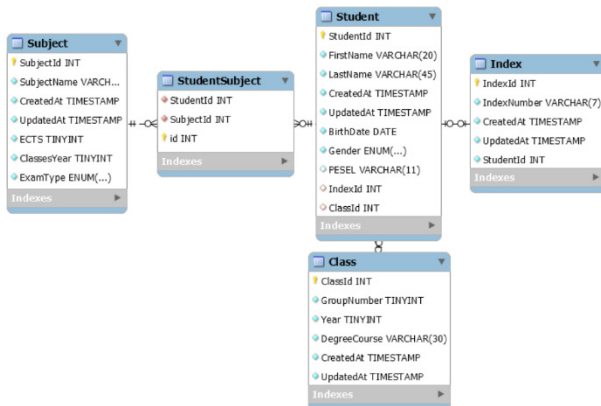 Subject
SubjectId INT
SubjectName VARCH...
CreatedAt TIMESTAMP
UpdatedAt TIMESTAMP
ECTS TINYINT
ClassesYear TINYINT
ExamType ENUM(...)
Indexes
StudentSubject
StudentId INT
SubjectId INT
id INT
Indexes
Student
StudentId INT
FirstName VARCHAR(20)
LastName VARCHAR(45)
CreatedAt TIMESTAMP
UpdatedAt TIMESTAMP
BirthDate DATE
Gender ENUM(...)
PESEL VARCHAR(11)
IndexId INT
ClassId INT
Indexes
Index
IndexId INT
IndexNumber VARCHAR(7)
CreatedAt TIMESTAMP
UpdatedAt TIMESTAMP
StudentId INT
Indexes
Class
ClassId INT
GroupNumber TINYINT
Year TINYINT
DegreeCourse VARCHAR(30)
CreatedAt TIMESTAMP
UpdatedAt TIMESTAMP
Indexes